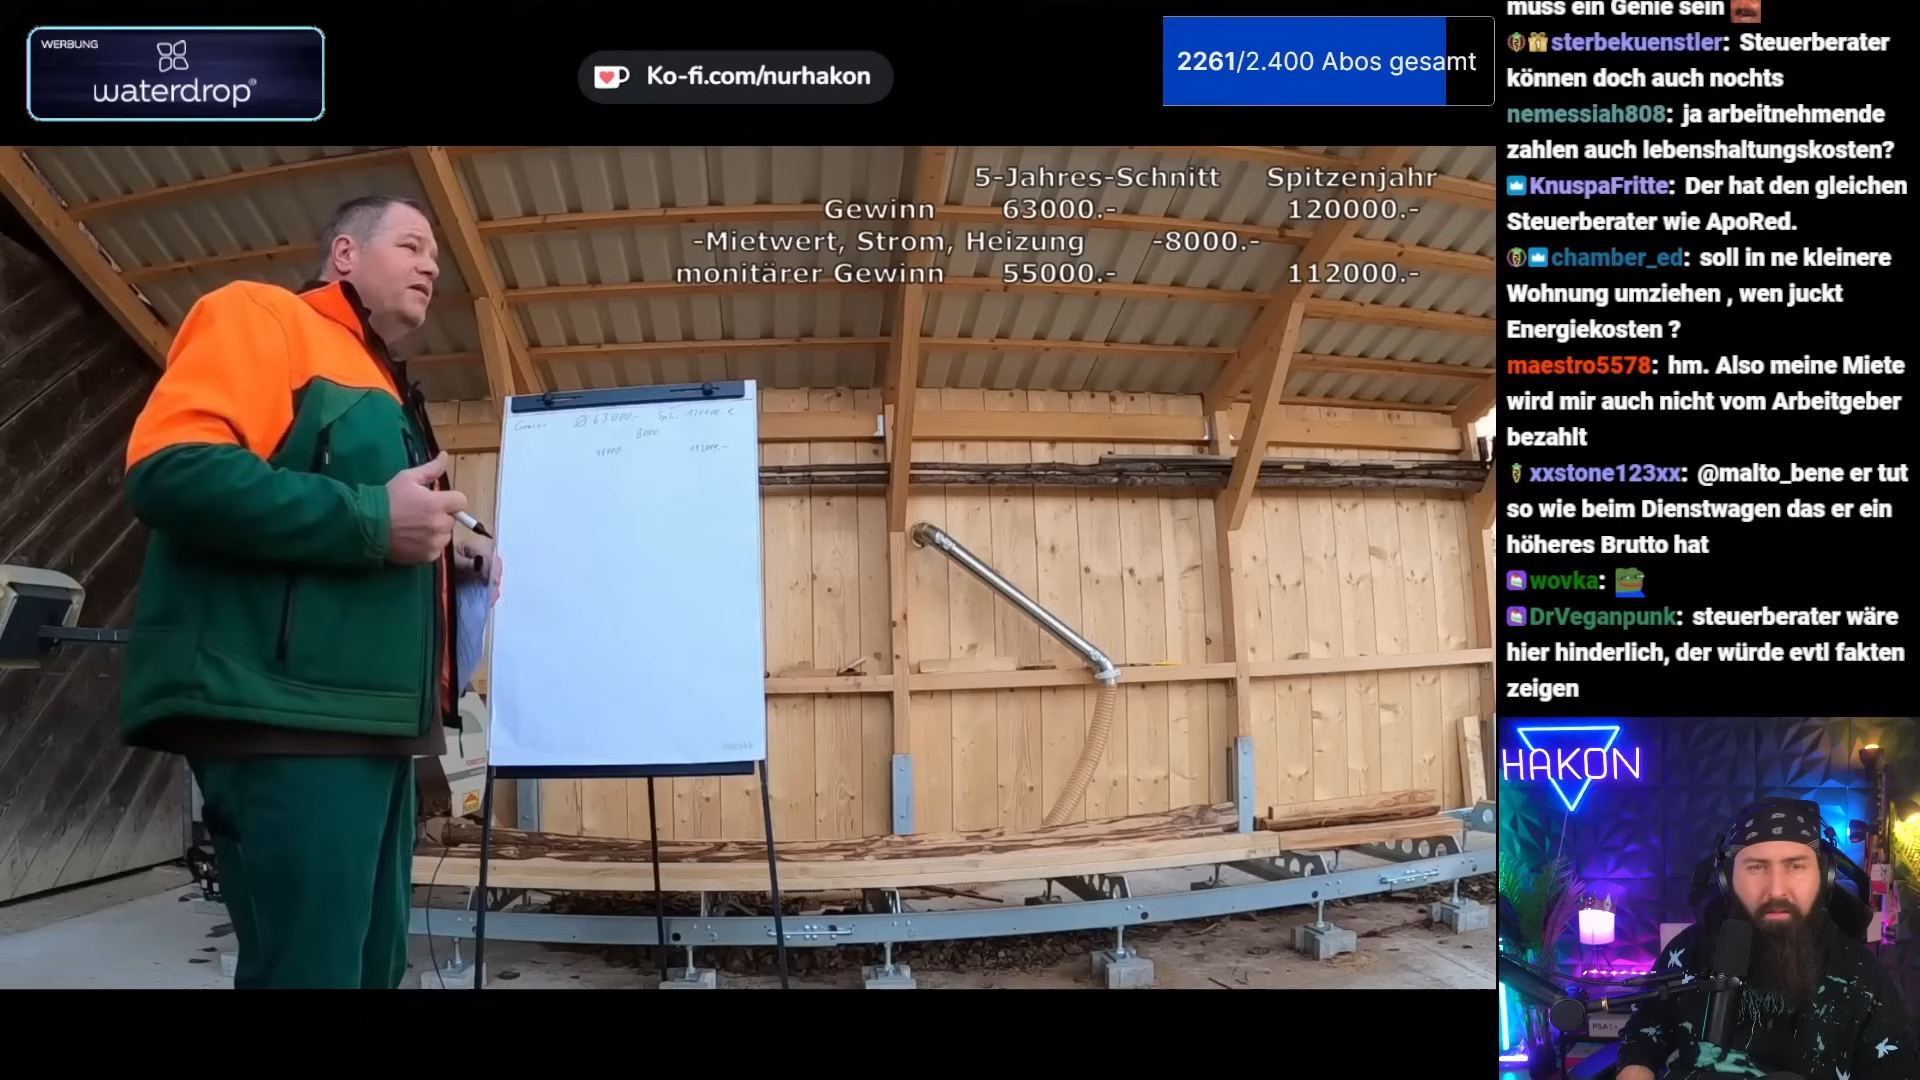 WERBUNG
waterdrop®
Ko-fi.com/nurhakon
2261/2.400 Abos gesamt
5-Jahres-Schnitt Spitzenjahr
Gewinn 63000.- 120000.-
-Mietwert, Strom, Heizung -8000.-
monitärer Gewinn 55000.- 112000.-
Gewinn Ø 63000.- 120000.- €
8000
112000.-
muss ein Genie sein
sterbekuenstler: Steuerberater
können doch auch nochts
nemessiah808: ja arbeitnehmende
zahlen auch lebenshaltungskosten?
KnuspaFritte: Der hat den gleichen
Steuerberater wie ApoRed.
chamber_ed: soll in ne kleinere
Wohnung umziehen , wen juckt
Energiekosten ?
maestro5578: hm. Also meine Miete
wird mir auch nicht vom Arbeitgeber
bezahlt
xxstone123xx: @malto_bene er tut
so wie beim Dienstwagen das er ein
höheres Brutto hat
wovka:
DrVeganpunk: steuerberater wäre
hier hinderlich, der würde evtl fakten
zeigen
HAKON